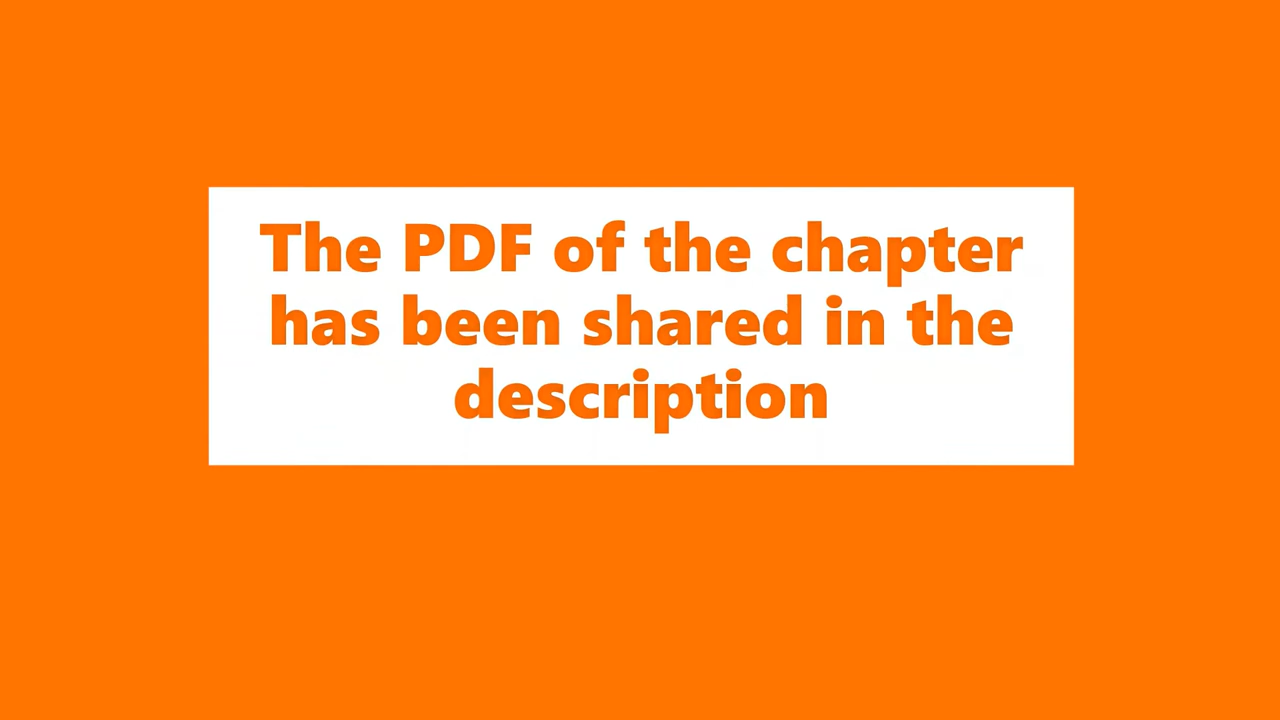 The PDF of the chapter
has been shared in the
description